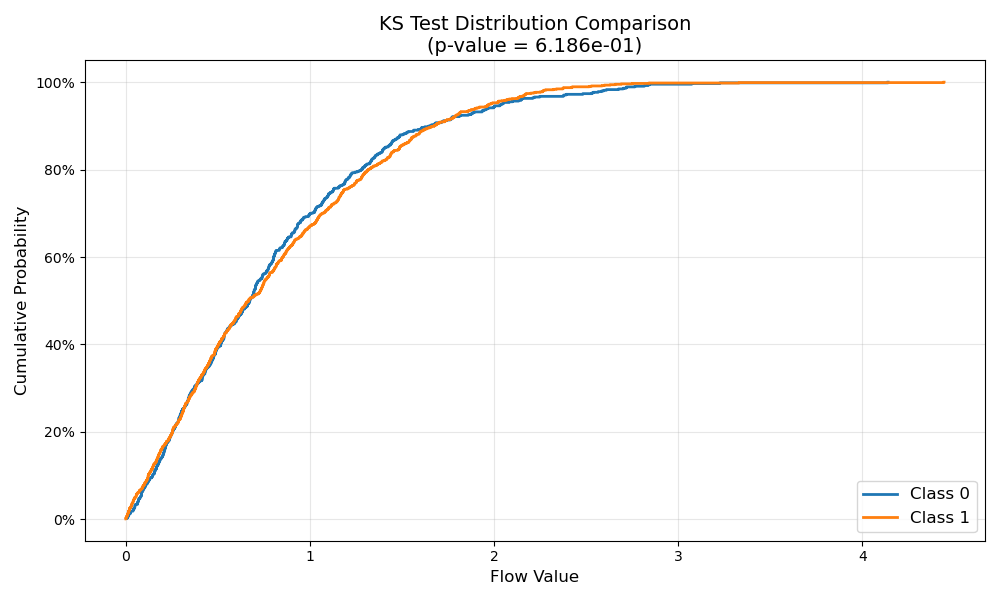 KS Test Distribution Comparison
(p-value = 6.186e-01)
Cumulative Probability
100%
80%
60%
40%
20%
0%
0 1 2 3 4
Flow Value
Class 0
Class 1